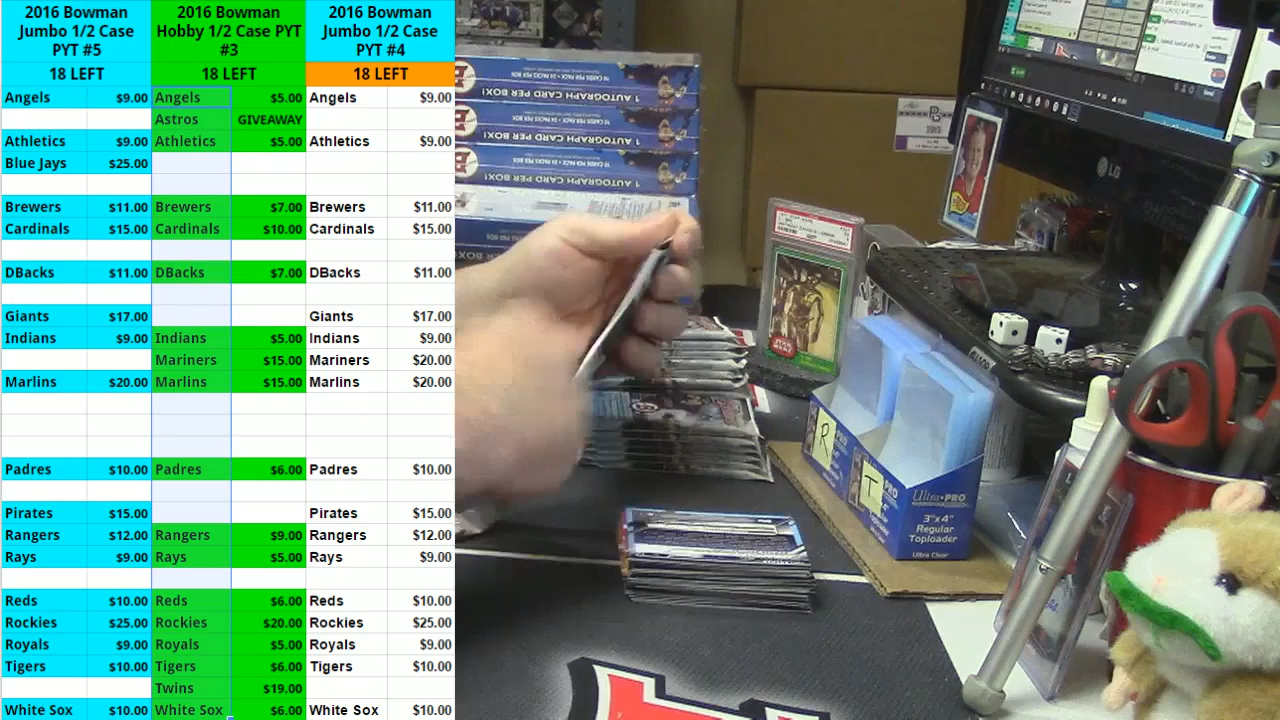 2016 Bowman Jumbo 1/2 Case PYT #5
2016 Bowman Hobby 1/2 Case PYT #3
2016 Bowman Jumbo 1/2 Case PYT #4
18 LEFT 18 LEFT 18 LEFT
Angels $9.00 Angels $5.00 Angels $9.00
Astros GIVEAWAY
Athletics $9.00 Athletics $5.00 Athletics $9.00
Blue Jays $25.00
Brewers $11.00 Brewers $7.00 Brewers $11.00
Cardinals $15.00 Cardinals $10.00 Cardinals $15.00
DBacks $11.00 DBacks $7.00 DBacks $11.00
Giants $17.00 Giants $17.00
Indians $9.00 Indians $5.00 Indians $9.00
Mariners $15.00 Mariners $20.00
Marlins $20.00 Marlins $15.00 Marlins $20.00
Padres $10.00 Padres $6.00 Padres $10.00
Pirates $15.00 Pirates $15.00
Rangers $12.00 Rangers $9.00 Rangers $12.00
Rays $9.00 Rays $5.00 Rays $9.00
Reds $10.00 Reds $6.00 Reds $10.00
Rockies $25.00 Rockies $20.00 Rockies $25.00
Royals $9.00 Royals $5.00 Royals $9.00
Tigers $10.00 Tigers $6.00 Tigers $10.00
Twins $19.00
White Sox $10.00 White Sox $6.00 White Sox $10.00
1 AUTOGRAPH CARD PER BOX!
1 AUTOGRAPH CARD PER BOX!
1 AUTOGRAPH CARD PER BOX!
LG
STAR WARS
R
T
PRO
PRO
Ultra PRO
3"x4"
Regular
Toploader
Ultra Clear